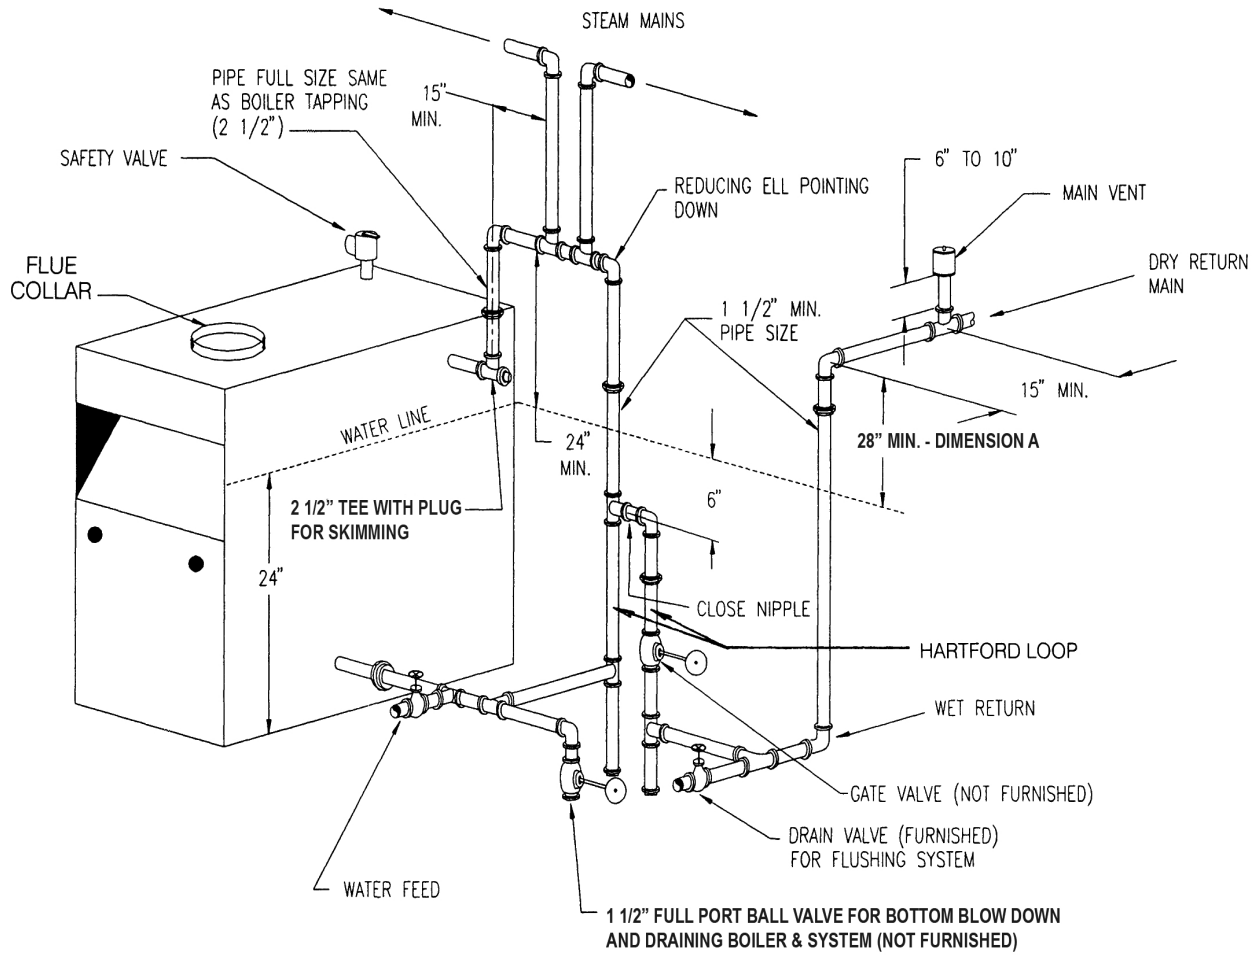 STEAM MAINS
PIPE FULL SIZE SAME
AS BOILER TAPPING
(2 1/2")
15"
MIN.
SAFETY VALVE
6" TO 10"
MAIN VENT
REDUCING ELL POINTING
DOWN
FLUE
COLLAR
DRY RETURN
MAIN
1 1/2" MIN.
PIPE SIZE
15" MIN.
WATER LINE
24"
MIN.
28" MIN. - DIMENSION A
6"
2 1/2" TEE WITH PLUG
FOR SKIMMING
24"
CLOSE NIPPLE
HARTFORD LOOP
WET RETURN
GATE VALVE (NOT FURNISHED)
DRAIN VALVE (FURNISHED)
FOR FLUSHING SYSTEM
WATER FEED
1 1/2" FULL PORT BALL VALVE FOR BOTTOM BLOW DOWN
AND DRAINING BOILER & SYSTEM (NOT FURNISHED)